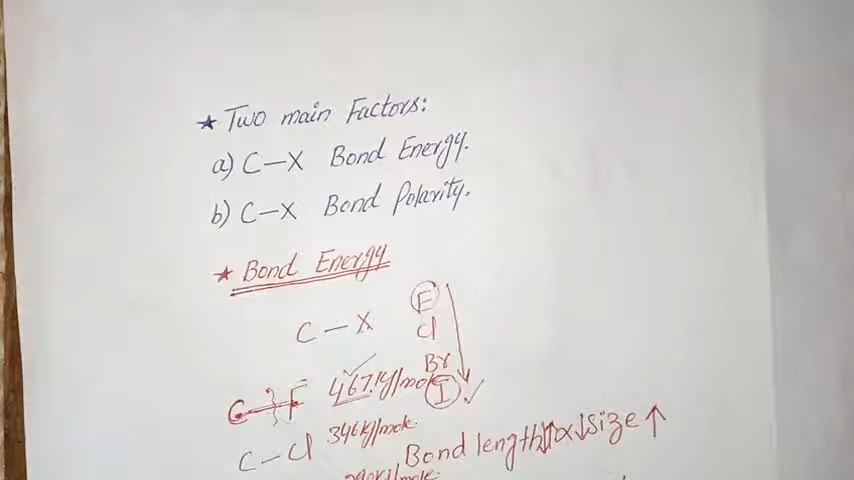 ★ Two main Factors:
a) C–X Bond Energy.
b) C–X Bond Polarity.
★ Bond Energy
C–X F
Cl
Br
I
C–F 467KJ/mole
C–Cl 346KJ/mole
Bond length↑ ∝ size ↑
/mole